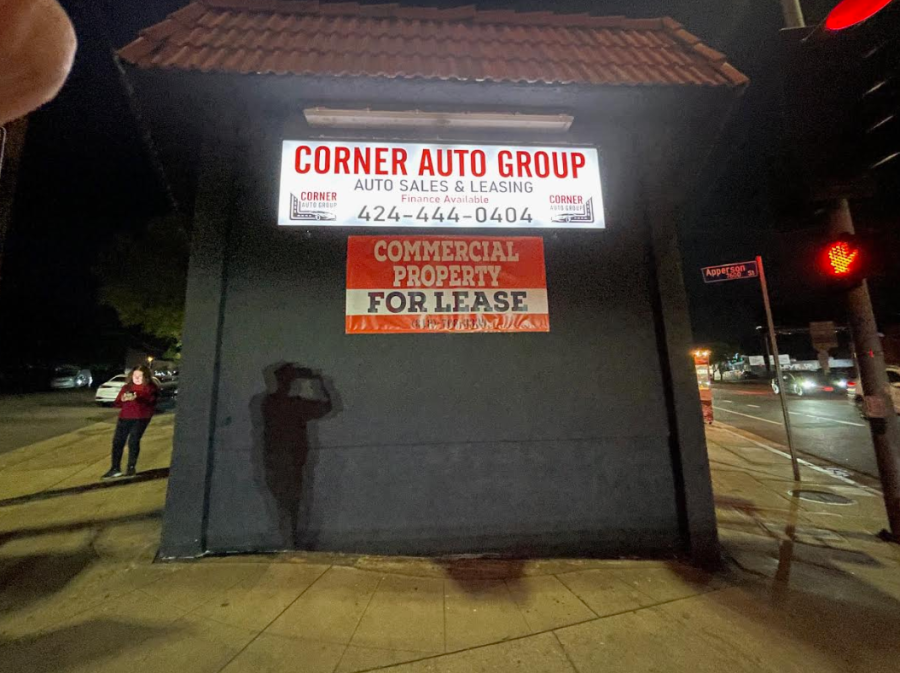 CORNER AUTO GROUP
AUTO SALES & LEASING
Finance Available
424-444-0404
CORNER
AUTO GROUP
CORNER
AUTO GROUP
COMMERCIAL
PROPERTY
FOR LEASE
Apperson St